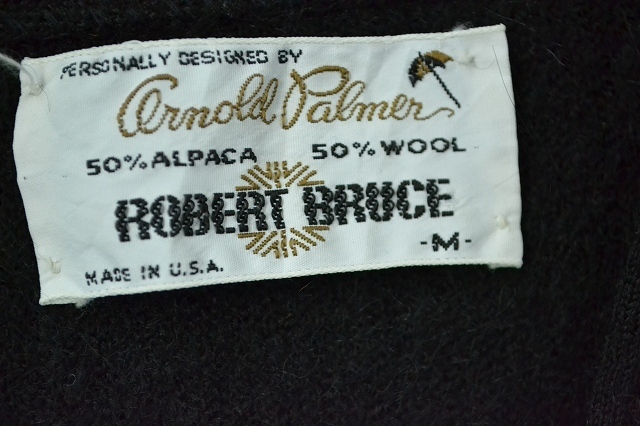 PERSONALLY DESIGNED BY
Arnold Palmer
50% ALPACA 50% WOOL
ROBERT BRUCE
-M-
MADE IN U.S.A.